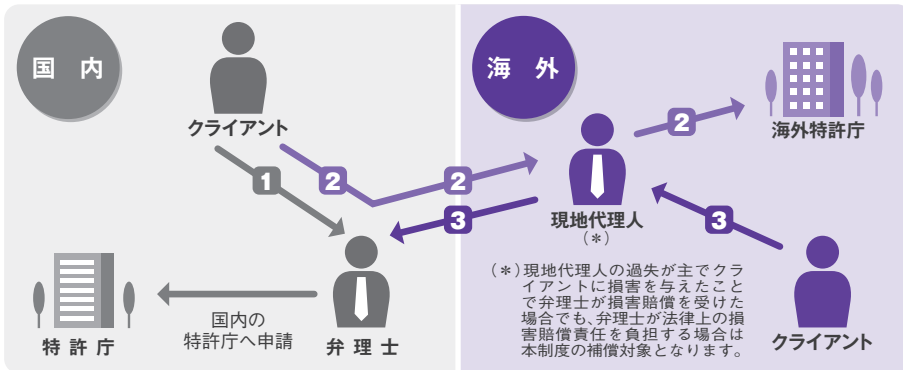 国内
海外
クライアント
海外特許庁
2
1
2
2
3
3
現地代理人
(*)
(*)現地代理人の過失が主でクラ
イアントに損害を与えたこと
で弁理士が損害賠償を受けた
場合でも、弁理士が法律上の損
害賠償責任を負担する場合は
本制度の補償対象となります。
国内の
特許庁へ申請
特許庁
弁理士
クライアント